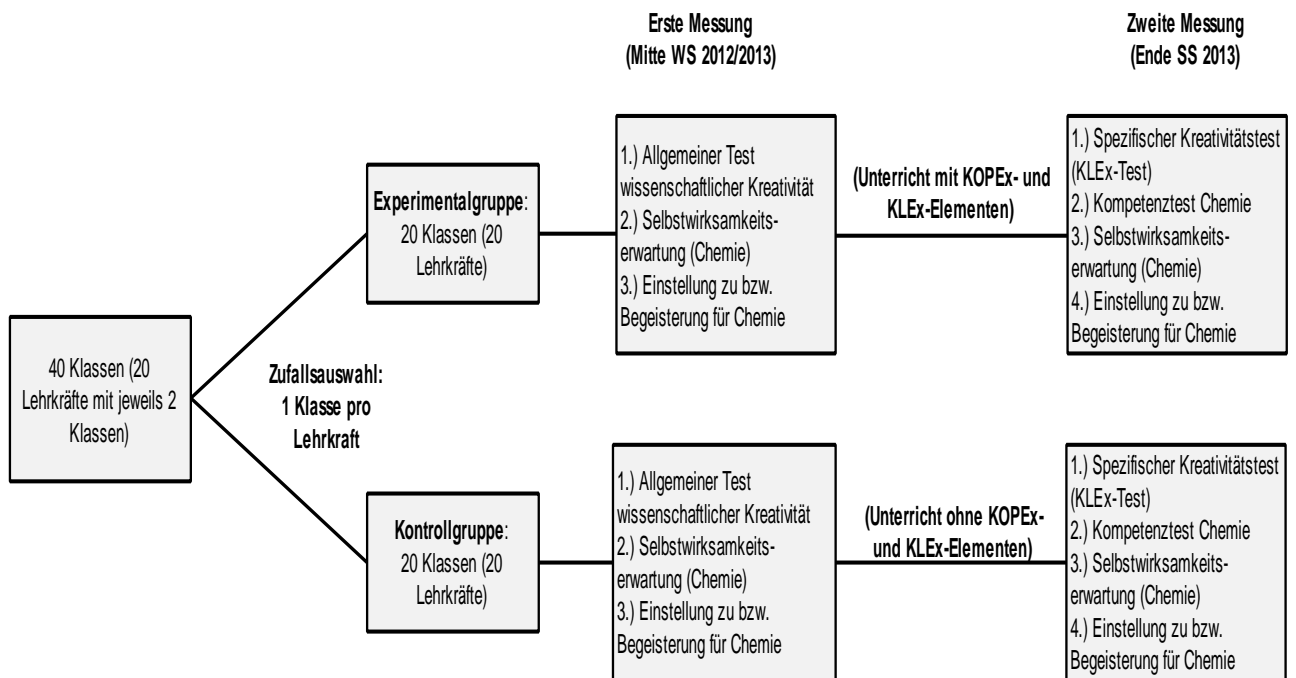 Erste Messung
(Mitte WS 2012/2013)
Zweite Messung
(Ende SS 2013)
40 Klassen (20
Lehrkräfte mit jeweils 2
Klassen)
Zufallsauswahl:
1 Klasse pro
Lehrkraft
Experimentalgruppe:
20 Klassen (20
Lehrkräfte)
1.) Allgemeiner Test
wissenschaftlicher Kreativität
2.) Selbstwirksamkeits-
erwartung (Chemie)
3.) Einstellung zu bzw.
Begeisterung für Chemie
(Unterricht mit KOPEx- und
KLEx-Elementen)
1.) Spezifischer Kreativitätstest
(KLEx-Test)
2.) Kompetenztest Chemie
3.) Selbstwirksamkeits-
erwartung (Chemie)
4.) Einstellung zu bzw.
Begeisterung für Chemie
Kontrollgruppe:
20 Klassen (20
Lehrkräfte)
1.) Allgemeiner Test
wissenschaftlicher Kreativität
2.) Selbstwirksamkeits-
erwartung (Chemie)
3.) Einstellung zu bzw.
Begeisterung für Chemie
(Unterricht ohne KOPEx-
und KLEx-Elementen)
1.) Spezifischer Kreativitätstest
(KLEx-Test)
2.) Kompetenztest Chemie
3.) Selbstwirksamkeits-
erwartung (Chemie)
4.) Einstellung zu bzw.
Begeisterung für Chemie